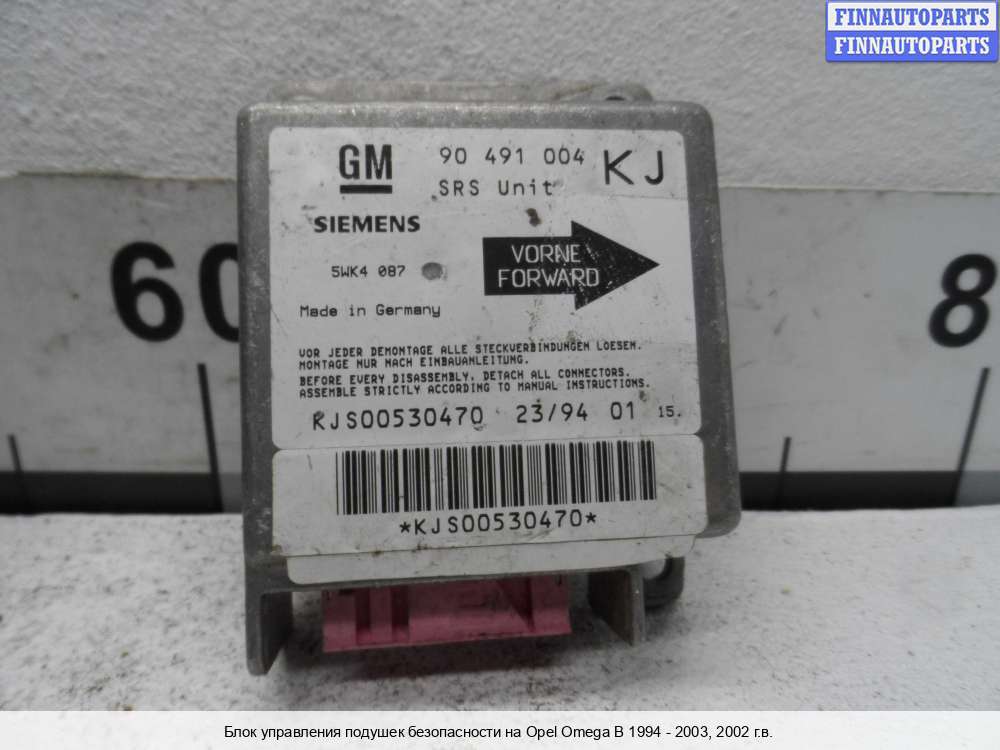 FINNAUTOPARTS
FINNAUTOPARTS
GM
90 491 004 KJ
SRS Unit
SIEMENS
VORNE
FORWARD
5WK4 087
Made in Germany
VOR JEDER DEMONTAGE ALLE STECKVERBINDUNGEN LOESEN.
MONTAGE NUR NACH EINBAUANLEITUNG.
BEFORE EVERY DISASSEMBLY, DETACH ALL CONNECTORS.
ASSEMBLE STRICTLY ACCORDING TO MANUAL INSTRUCTIONS.
KJS00530470 23/94 01 15.
*KJS00530470*
60
8
Блок управления подушек безопасности на Opel Omega B 1994 - 2003, 2002 г.в.